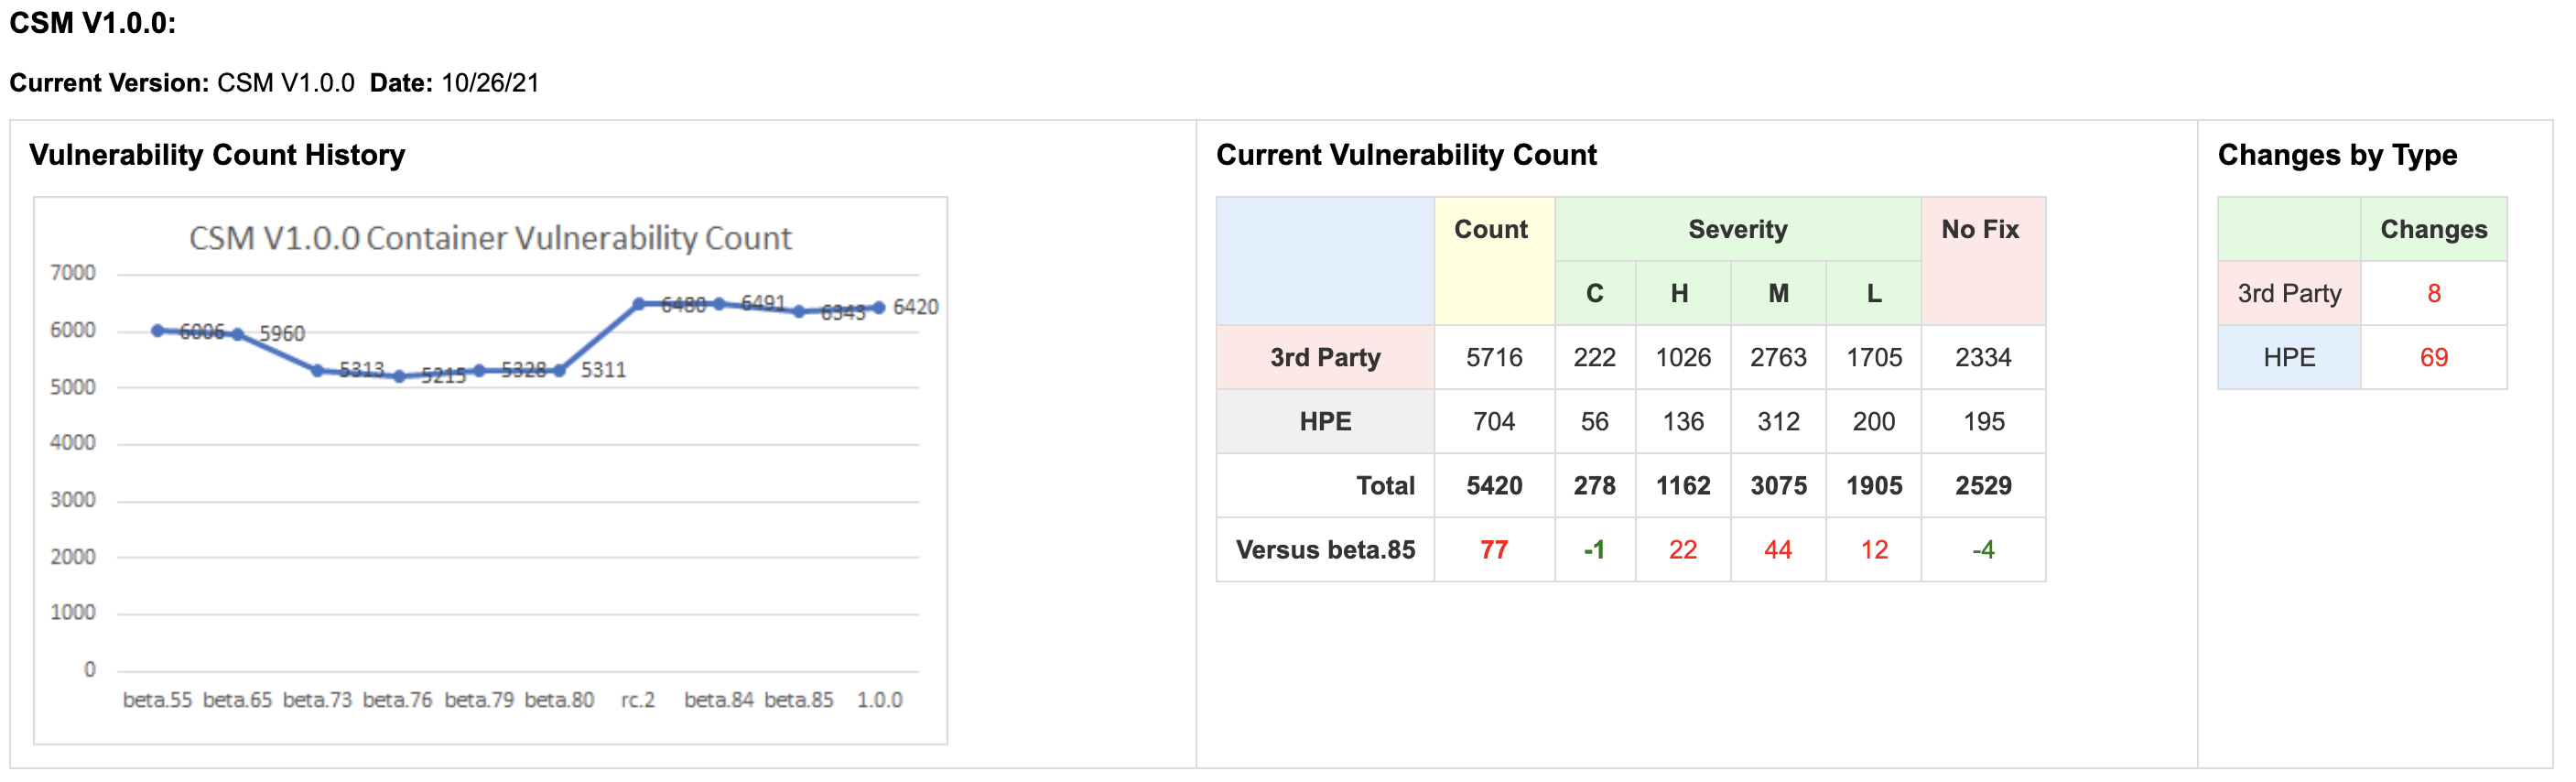 CSM V1.0.0:
Current Version: CSM V1.0.0 Date: 10/26/21
Vulnerability Count History
CSM V1.0.0 Container Vulnerability Count
7000
6000
5000
4000
3000
2000
1000
0
6006 5960 5313 5215 5328 5311 6480 6491 6343 6420
beta.55 beta.65 beta.73 beta.76 beta.79 beta.80 rc.2 beta.84 beta.85 1.0.0
Current Vulnerability Count
Count Severity No Fix
C H M L
3rd Party 5716 222 1026 2763 1705 2334
HPE 704 56 136 312 200 195
Total 5420 278 1162 3075 1905 2529
Versus beta.85 77 -1 22 44 12 -4
Changes by Type
Changes
3rd Party 8
HPE 69